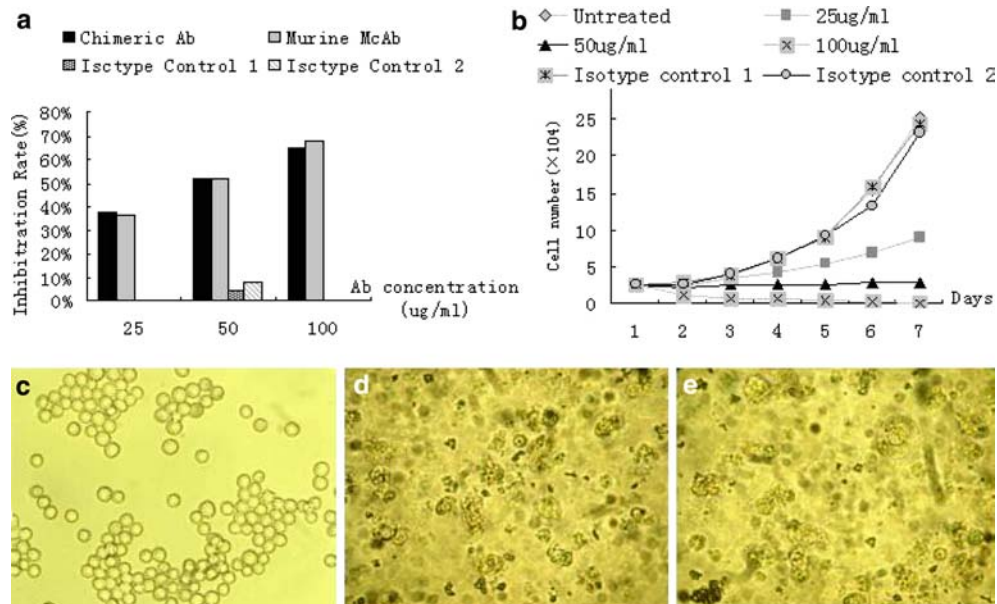 a
Chimeric Ab
Murine McAb
Isctype Control 1
Isctype Control 2
Inhibitration Rate(%)
80%
70%
60%
50%
40%
30%
20%
10%
0%
25
50
100
Ab concentration
(ug/ml)
b
Untreated
25ug/ml
50ug/ml
100ug/ml
Isotype control 1
Isotype control 2
Cell number(×104)
25
20
15
10
5
0
1 2 3 4 5 6 7
Days
c
d
e